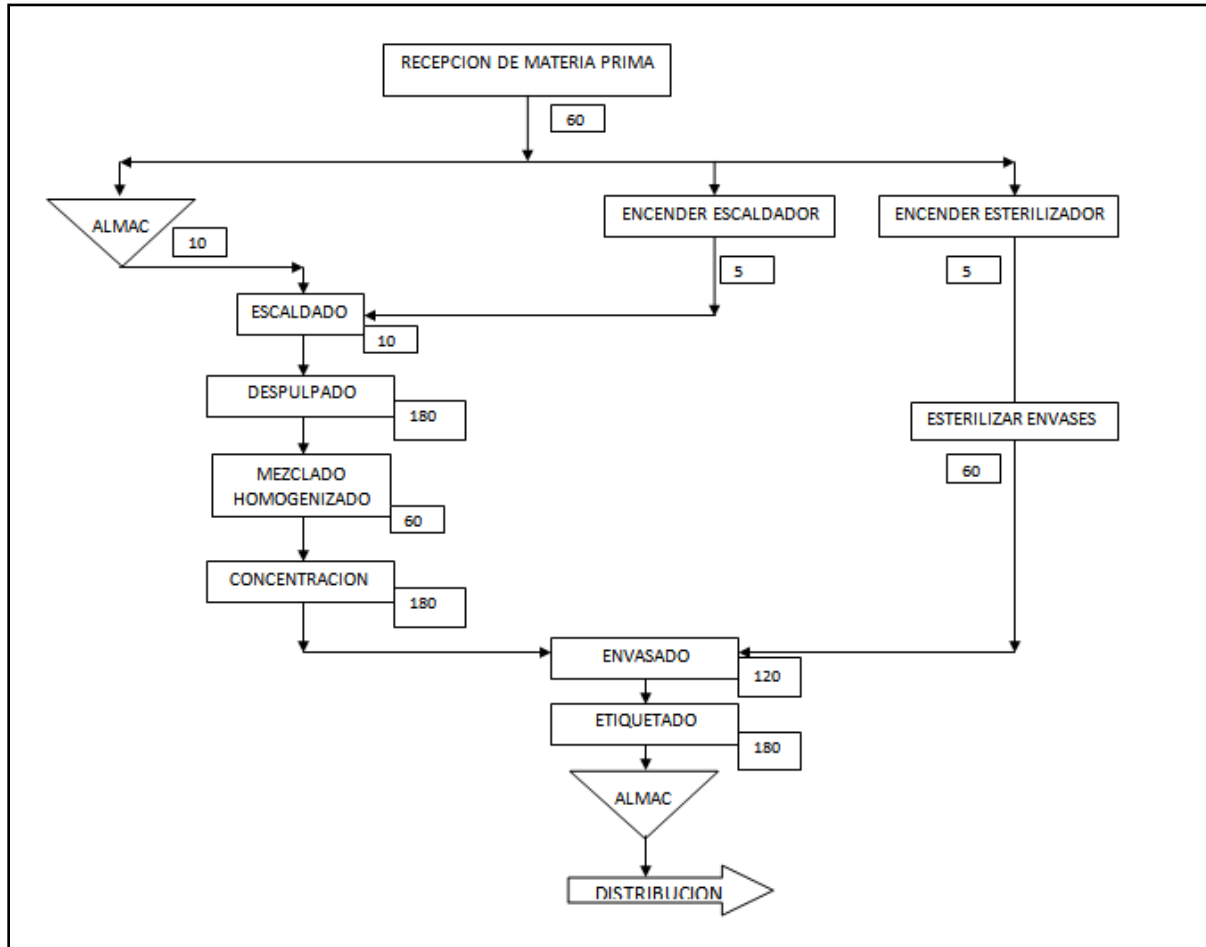 RECEPCION DE MATERIA PRIMA
60
ALMAC
10
ENCENDER ESCALDADOR
5
ENCENDER ESTERILIZADOR
5
ESCALDADO
10
DESPULPADO
180
ESTERILIZAR ENVASES
60
MEZCLADO
HOMOGENIZADO
60
CONCENTRACION
180
ENVASADO
120
ETIQUETADO
180
ALMAC
DISTRIBUCION